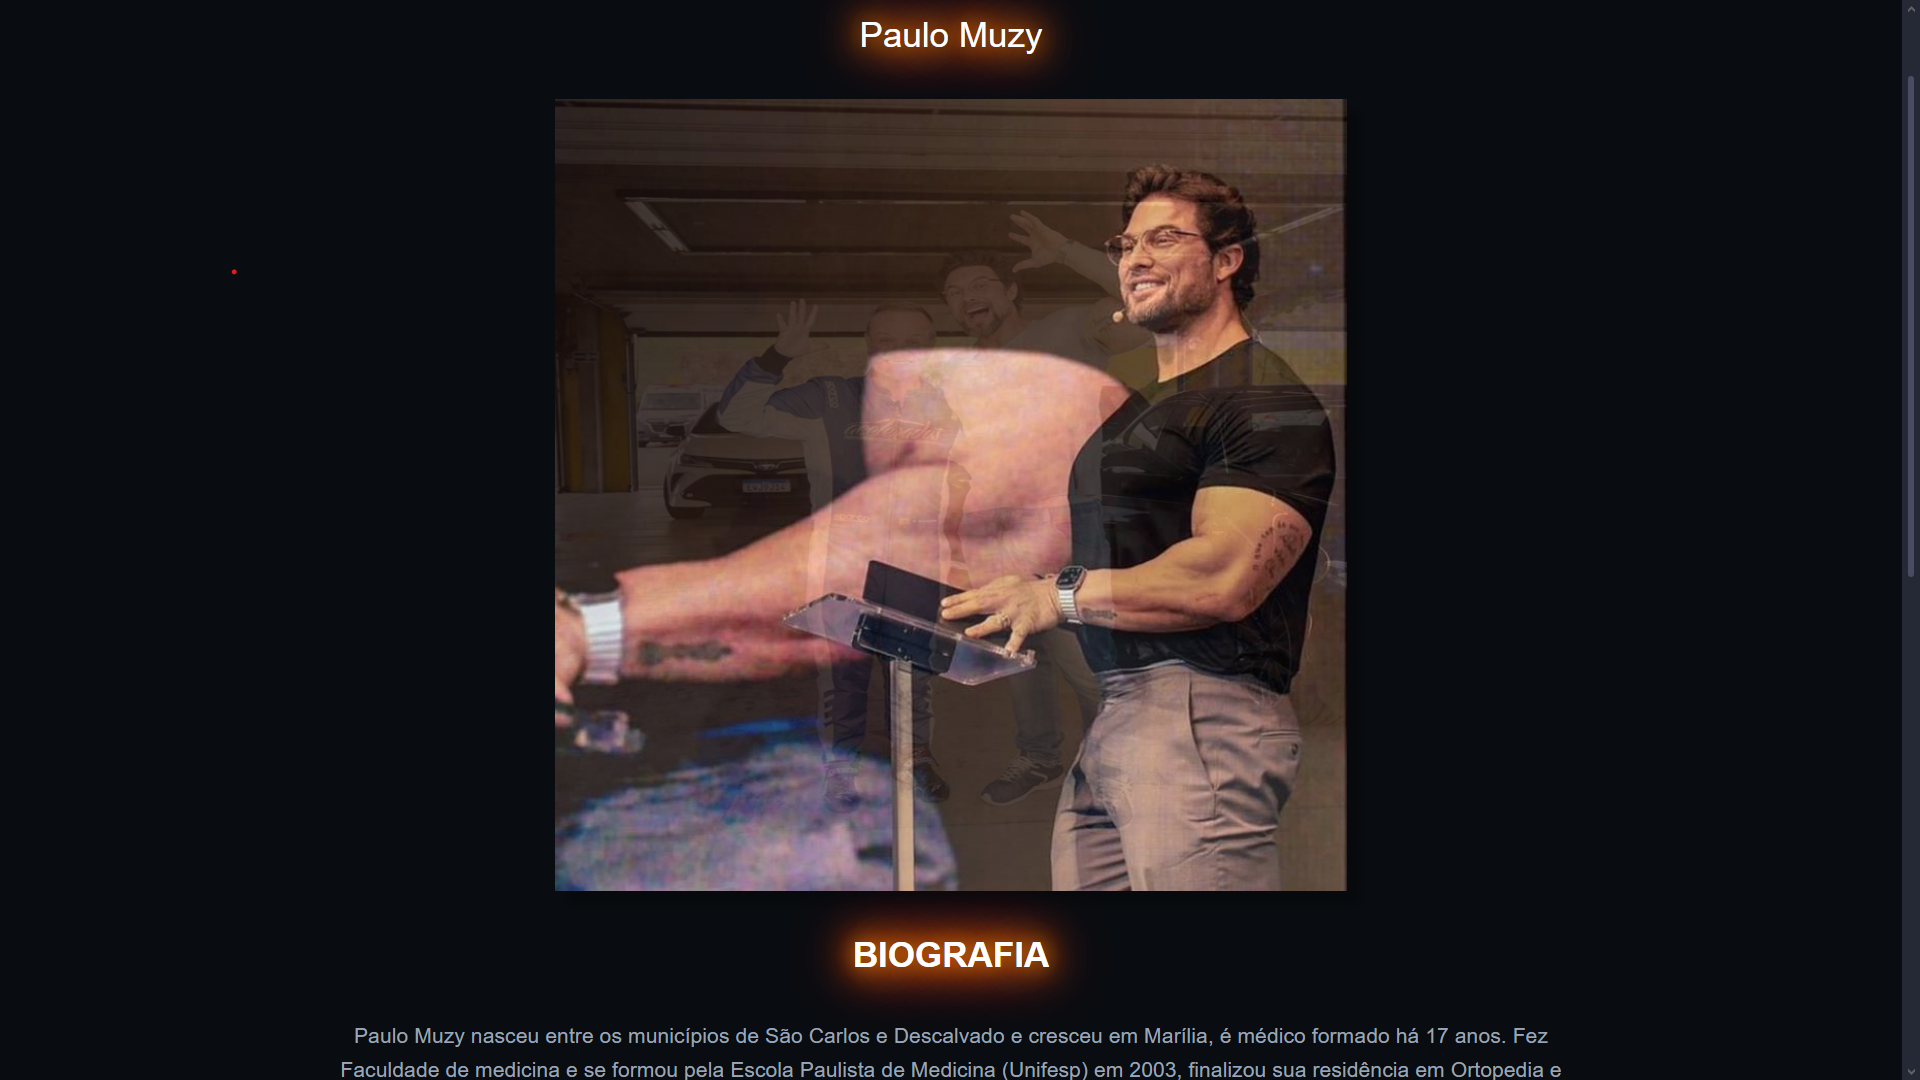 Paulo Muzy
BIOGRAFIA
Paulo Muzy nasceu entre os municípios de São Carlos e Descalvado e cresceu em Marília, é médico formado há 17 anos. Fez
Faculdade de medicina e se formou pela Escola Paulista de Medicina (Unifesp) em 2003, finalizou sua residência em Ortopedia e